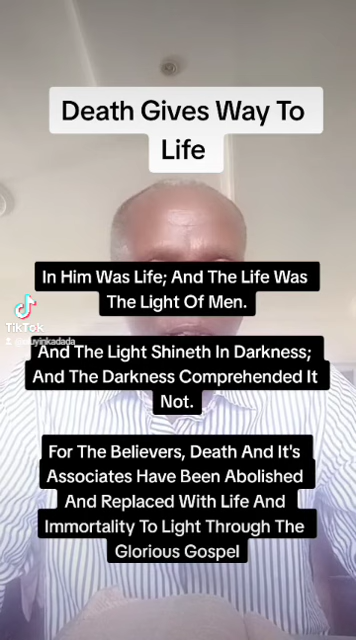 Death Gives Way To
Life
In Him Was Life; And The Life Was
The Light Of Men.
TikTok
And The Light Shineth In Darkness;
And The Darkness Comprehended It
Not.
For The Believers, Death And It's
Associates Have Been Abolished
And Replaced With Life And
Immortality To Light Through The
Glorious Gospel